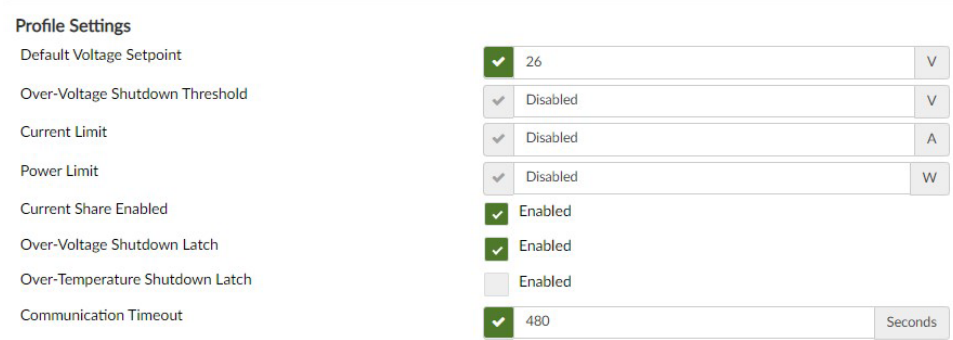 Profile Settings
Default Voltage Setpoint 26 V
Over-Voltage Shutdown Threshold Disabled V
Current Limit Disabled A
Power Limit Disabled W
Current Share Enabled Enabled
Over-Voltage Shutdown Latch Enabled
Over-Temperature Shutdown Latch Enabled
Communication Timeout 480 Seconds